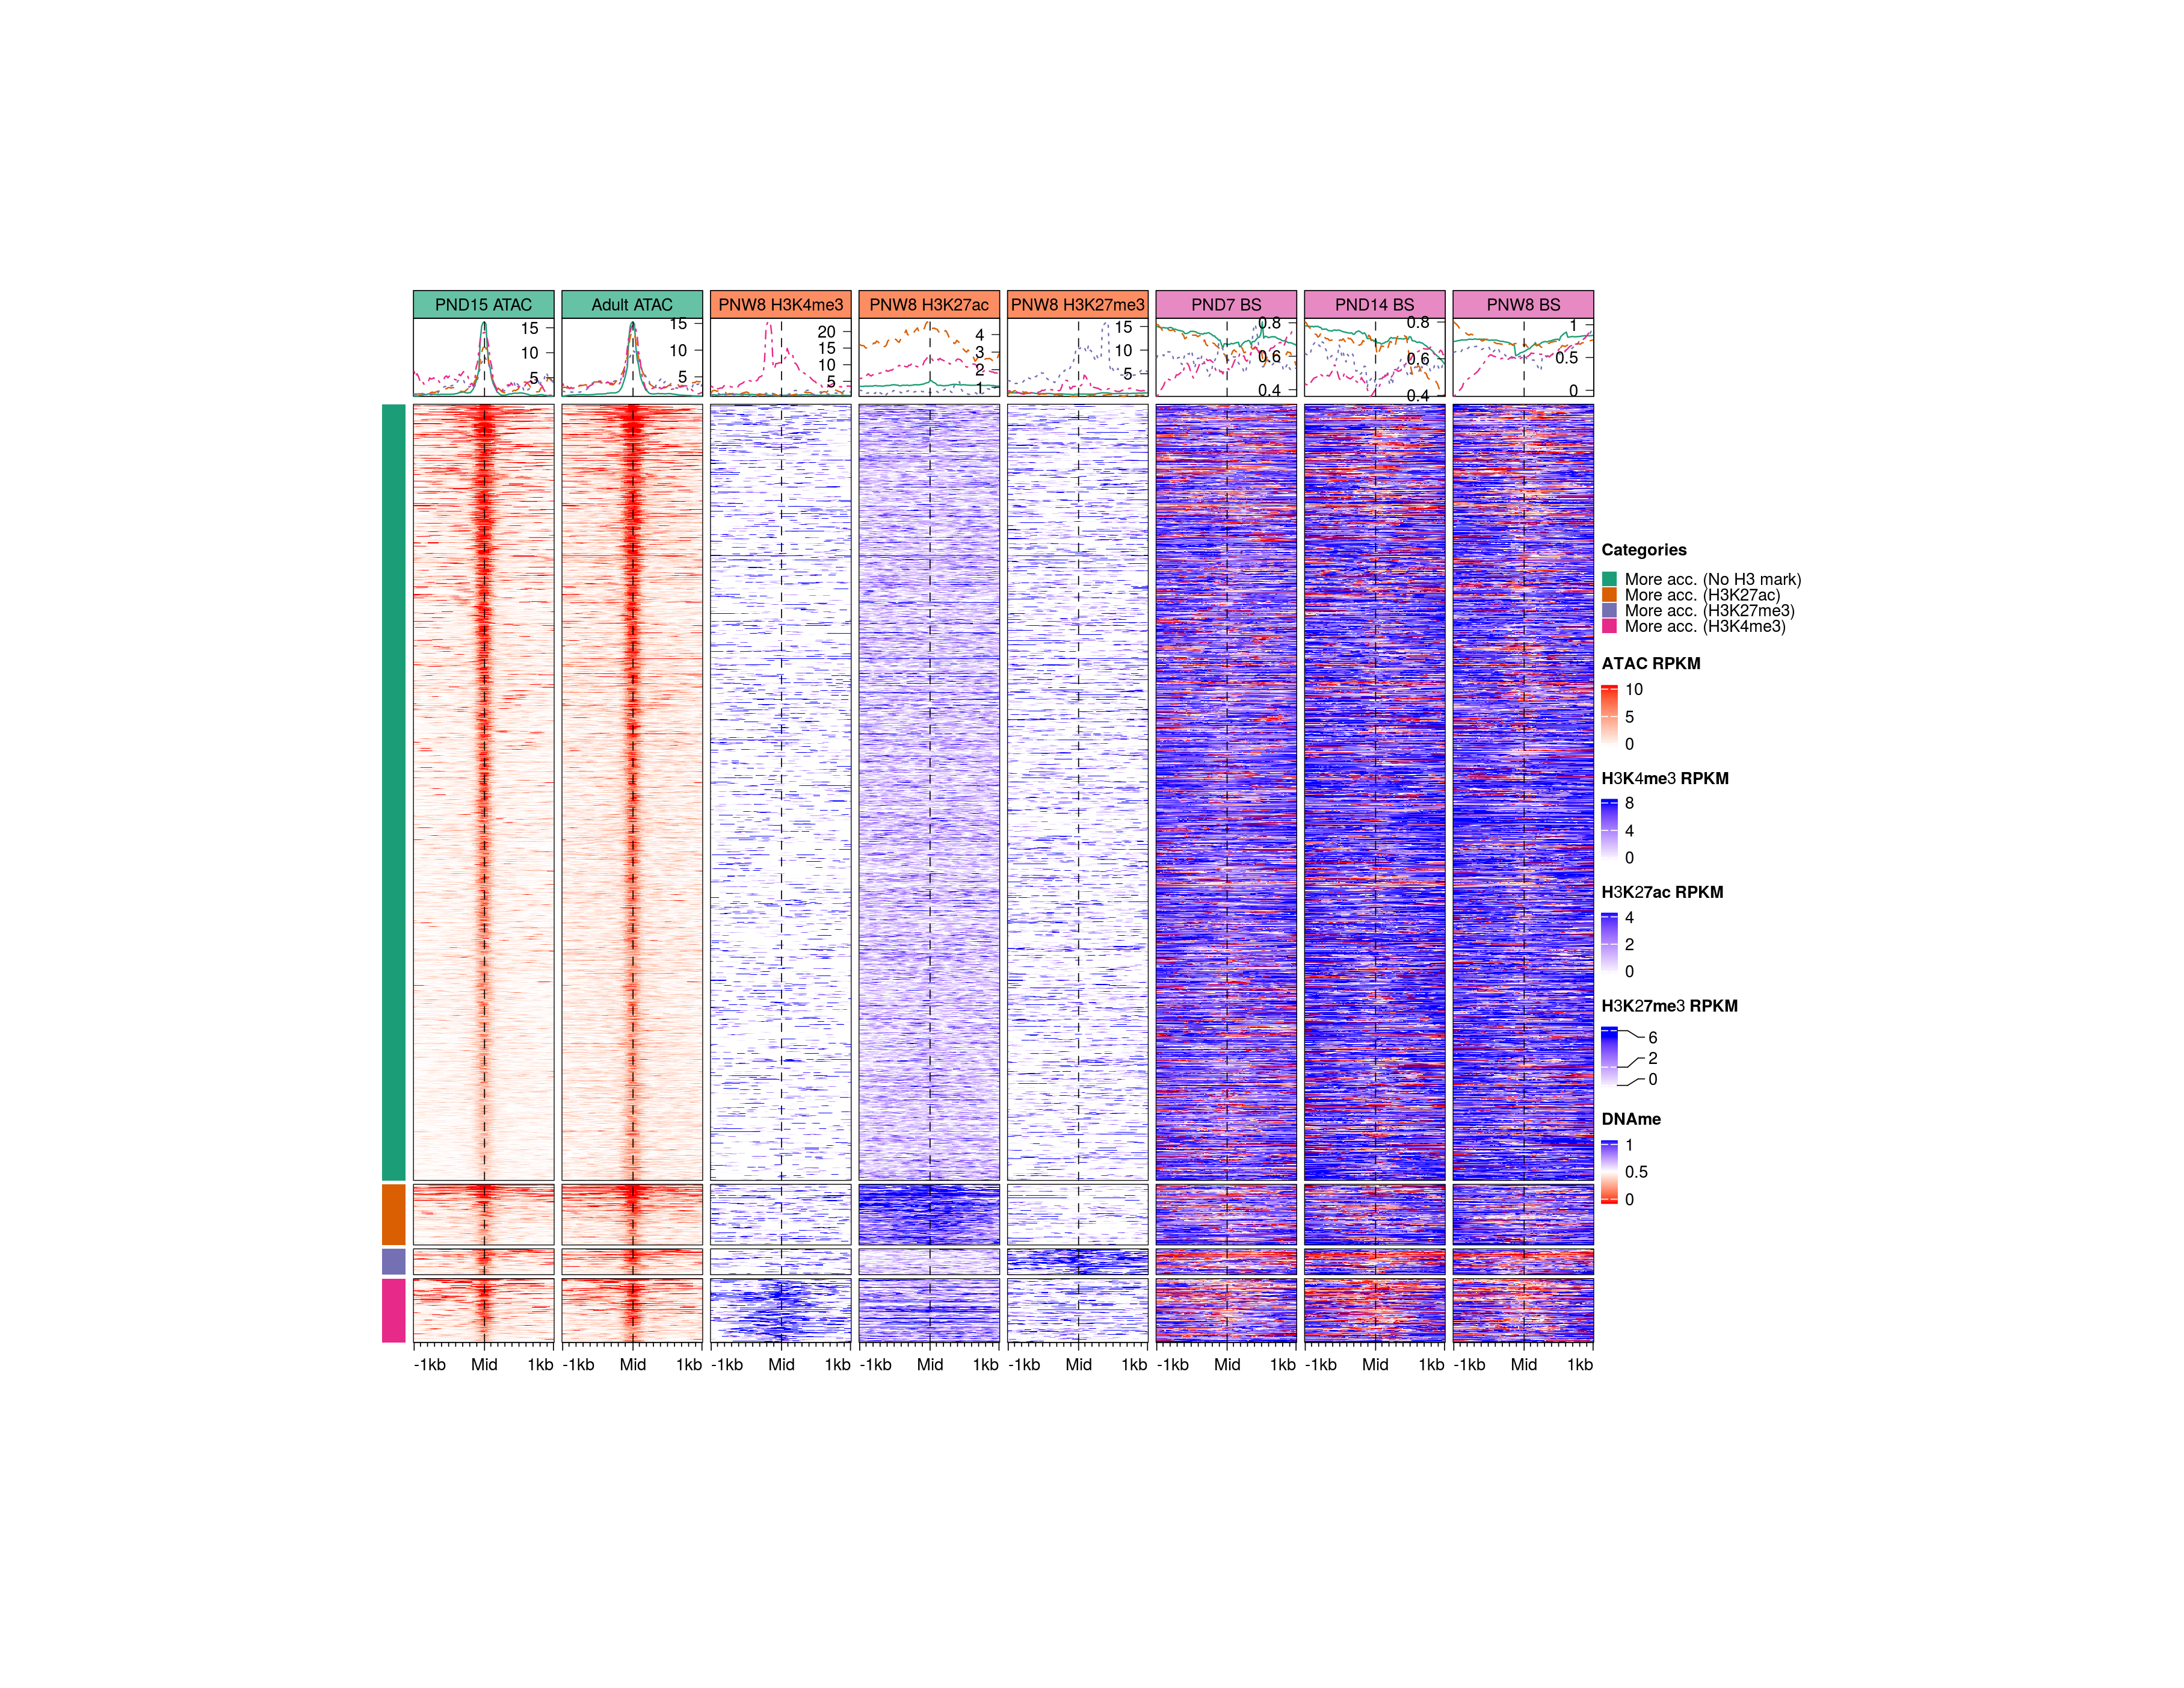 PND15 ATAC Adult ATAC PNW8 H3K4me3 PNW8 H3K27ac PNW8 H3K27me3 PND7 BS PND14 BS PNW8 BS
15 10 5
15 10 5
20 15 10 5
4 3 2 1
15 10 5
0.8 0.6 0.4
0.8 0.6 0.4
1 0.5 0
Categories
More acc. (No H3 mark)
More acc. (H3K27ac)
More acc. (H3K27me3)
More acc. (H3K4me3)
ATAC RPKM
10
5
0
H3K4me3 RPKM
8
4
0
H3K27ac RPKM
4
2
0
H3K27me3 RPKM
6
2
0
DNAme
1
0.5
0
-1kb Mid 1kb -1kb Mid 1kb -1kb Mid 1kb -1kb Mid 1kb -1kb Mid 1kb -1kb Mid 1kb -1kb Mid 1kb -1kb Mid 1kb